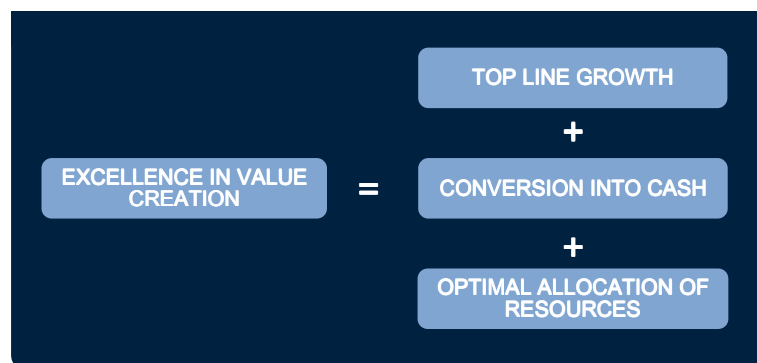 TOP LINE GROWTH
+
EXCELLENCE IN VALUE
CREATION
=
CONVERSION INTO CASH
+
OPTIMAL ALLOCATION OF
RESOURCES